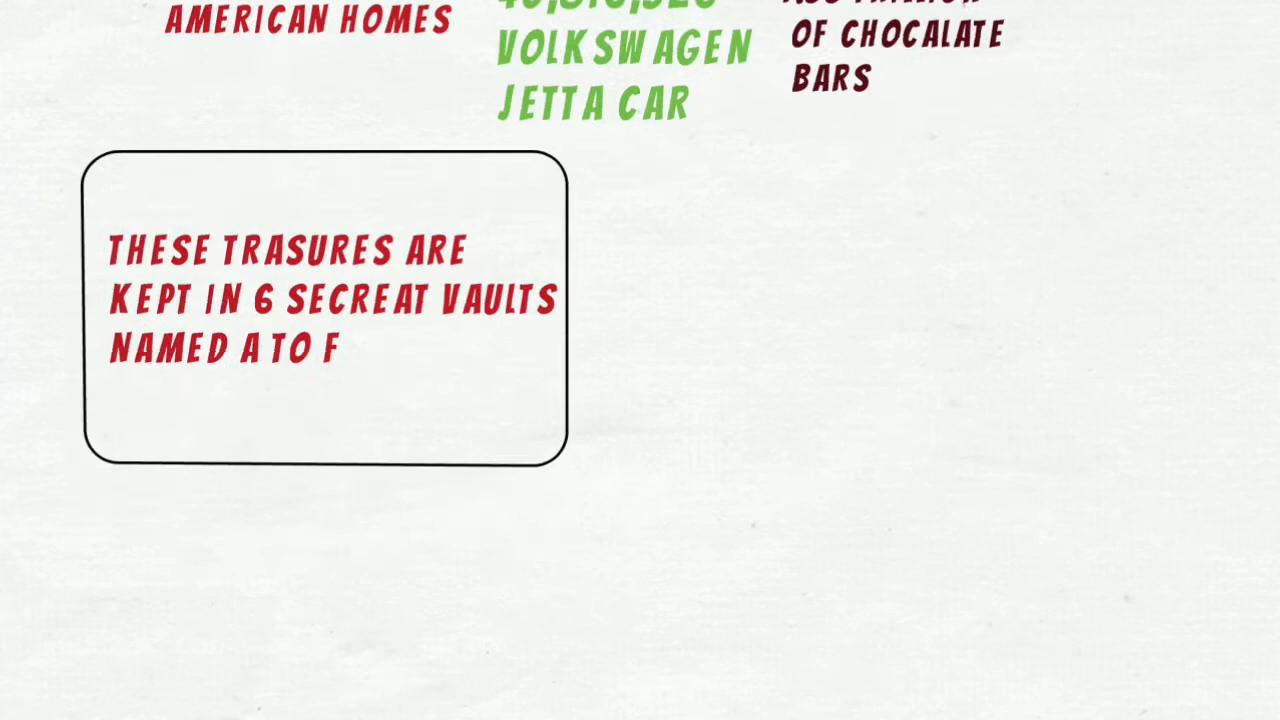 AMERICAN HOMES
VOLKSWAGEN
JETTA CAR
OF CHOCALATE
BARS
THESE TRASURES ARE
KEPT IN 6 SECREAT VAULTS
NAMED A TO F